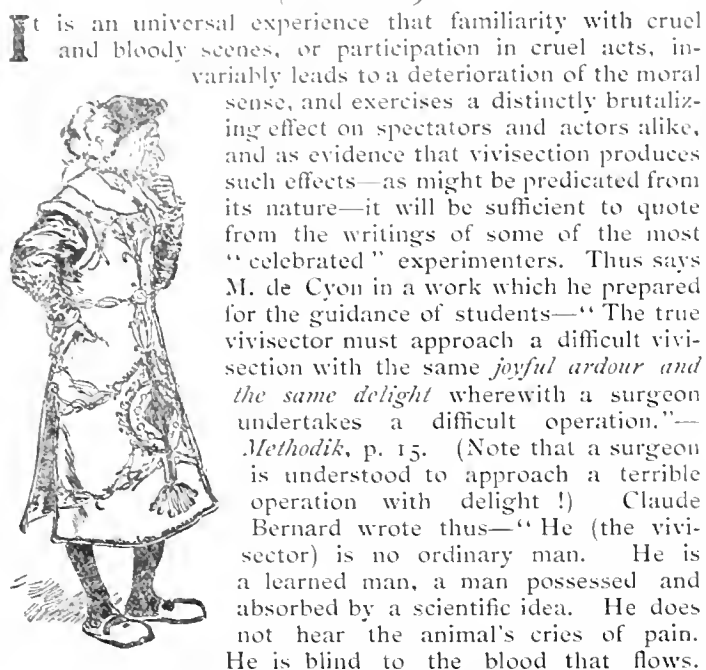 It is an universal experience that familiarity with cruel
and bloody scenes, or participation in cruel acts, in-
variably leads to a deterioration of the moral
sense, and exercises a distinctly brutaliz-
ing effect on spectators and actors alike,
and as evidence that vivisection produces
such effects—as might be predicated from
its nature—it will be sufficient to quote
from the writings of some of the most
“celebrated” experimenters. Thus says
M. de Cyon in a work which he prepared
for the guidance of students—“The true
vivisector must approach a difficult vivi-
section with the same joyful ardour and
the same delight wherewith a surgeon
undertakes a difficult operation.”—
Methodik, p. 15. (Note that a surgeon
is understood to approach a terrible
operation with delight!) Claude
Bernard wrote thus—“He (the vivi-
sector) is no ordinary man. He is
a learned man, a man possessed and
absorbed by a scientific idea. He does
not hear the animal's cries of pain.
He is blind to the blood that flows.